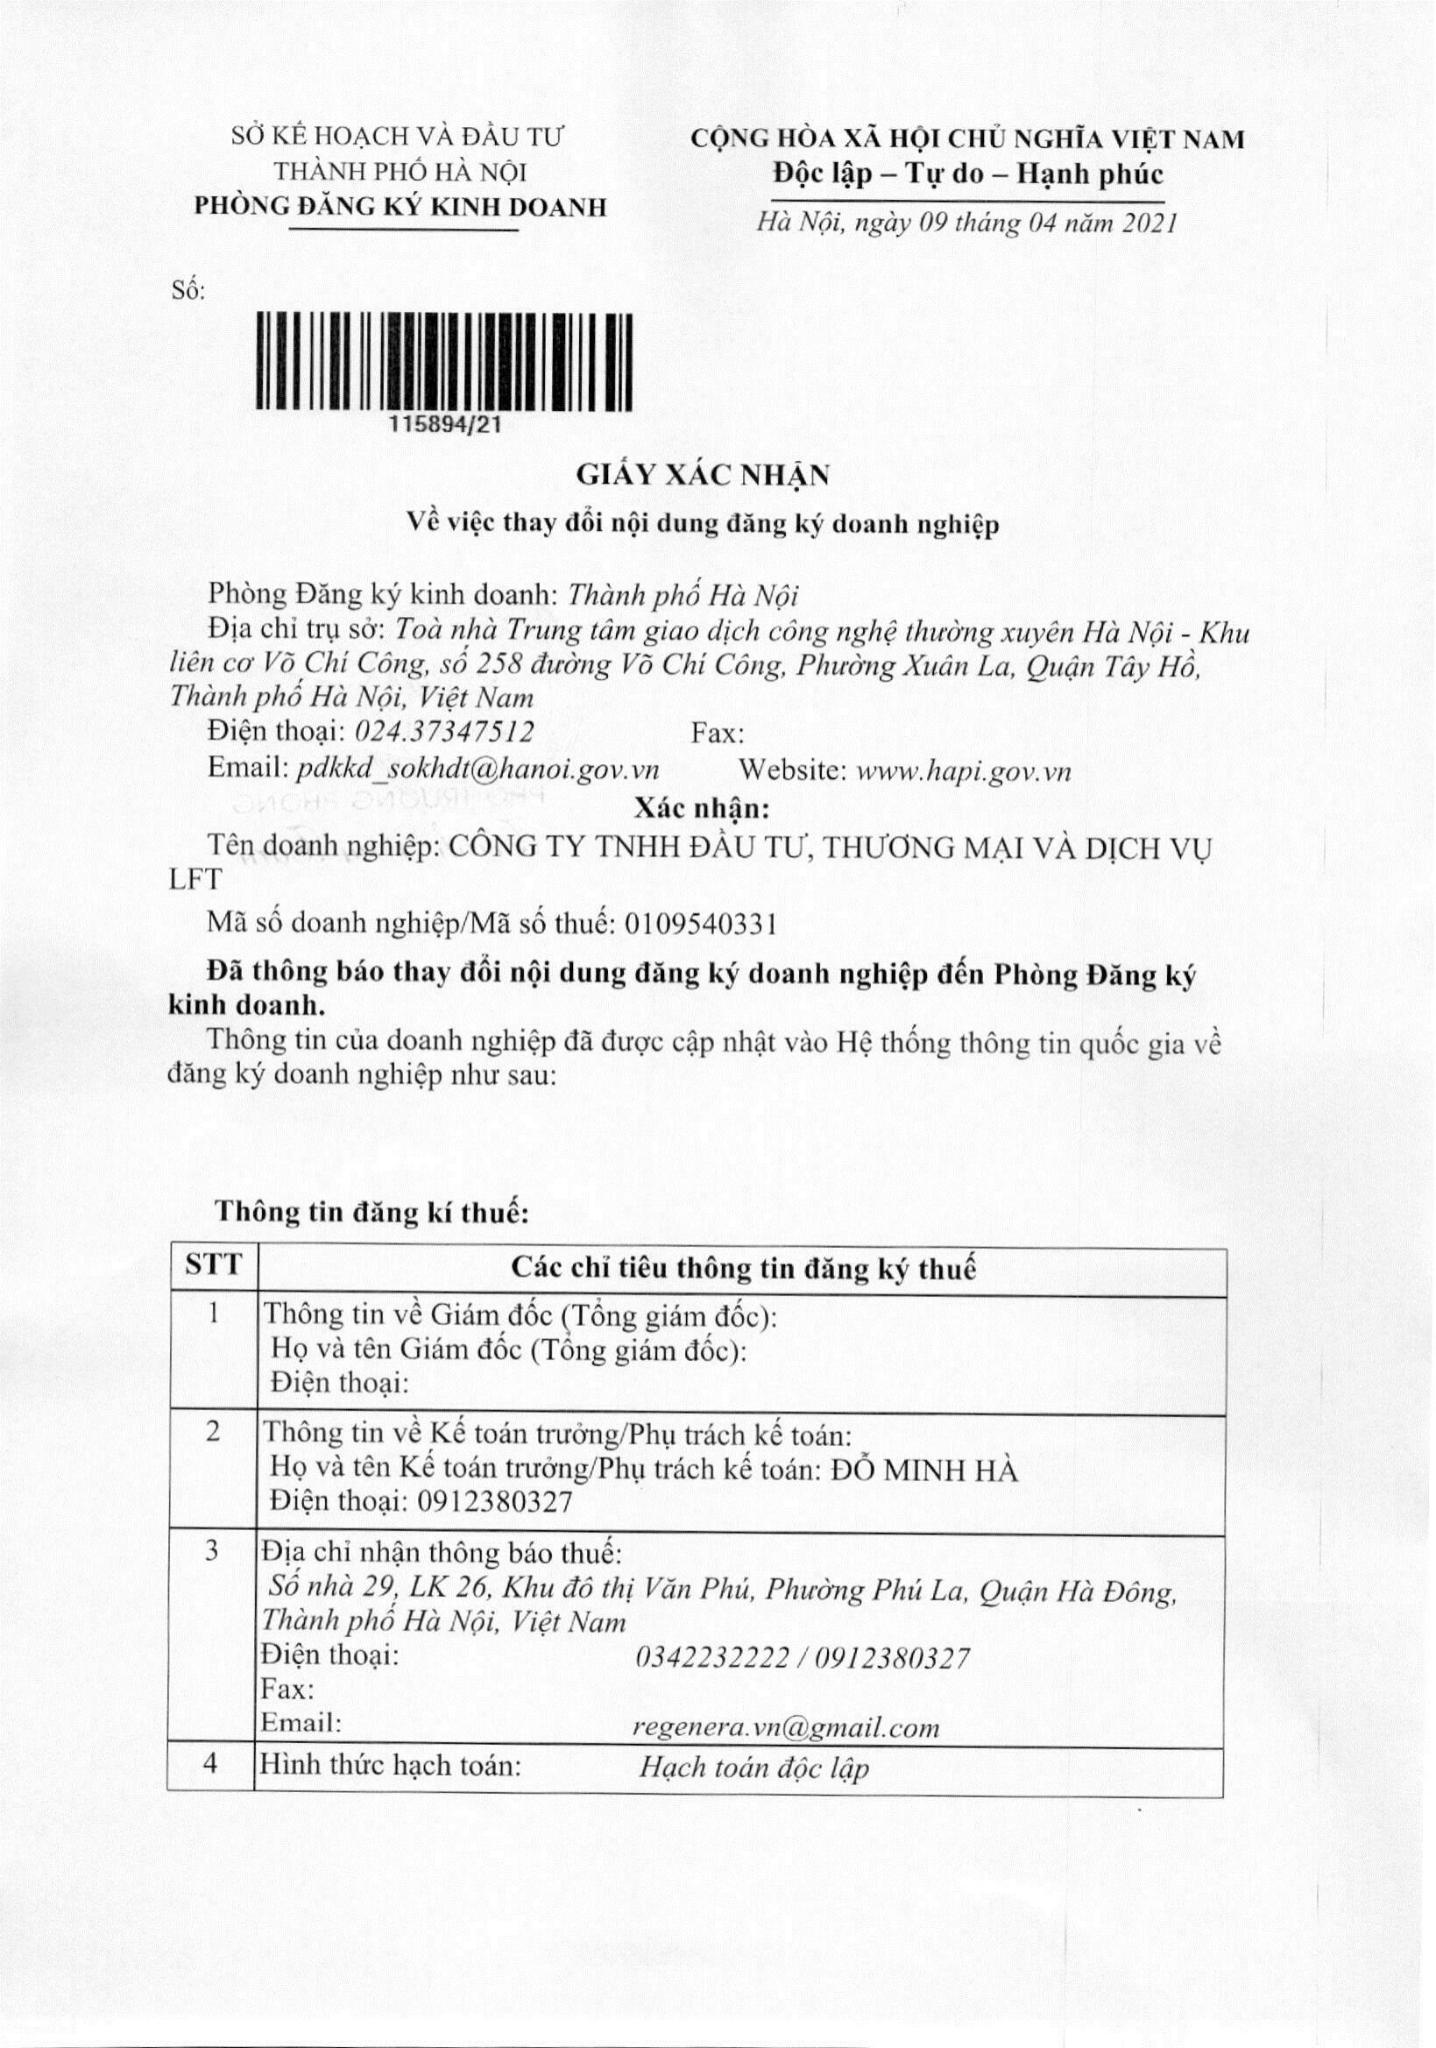 SỞ KẾ HOẠCH VÀ ĐẦU TƯ
THÀNH PHỐ HÀ NỘI
PHÒNG ĐĂNG KÝ KINH DOANH
CỘNG HÒA XÃ HỘI CHỦ NGHĨA VIỆT NAM
Độc lập – Tự do – Hạnh phúc
Hà Nội, ngày 09 tháng 04 năm 2021
Số:
115894/21
GIẤY XÁC NHẬN
Về việc thay đổi nội dung đăng ký doanh nghiệp
Phòng Đăng ký kinh doanh: Thành phố Hà Nội
Địa chỉ trụ sở: Toà nhà Trung tâm giao dịch công nghệ thường xuyên Hà Nội - Khu
liên cơ Võ Chí Công, số 258 đường Võ Chí Công, Phường Xuân La, Quận Tây Hồ,
Thành phố Hà Nội, Việt Nam
Điện thoại: 024.37347512 Fax:
Email: pdkkd_sokhdt@hanoi.gov.vn Website: www.hapi.gov.vn
Xác nhận:
Tên doanh nghiệp: CÔNG TY TNHH ĐẦU TƯ, THƯƠNG MẠI VÀ DỊCH VỤ
LFT
Mã số doanh nghiệp/Mã số thuế: 0109540331
Đã thông báo thay đổi nội dung đăng ký doanh nghiệp đến Phòng Đăng ký
kinh doanh.
Thông tin của doanh nghiệp đã được cập nhật vào Hệ thống thông tin quốc gia về
đăng ký doanh nghiệp như sau:
Thông tin đăng kí thuế:
STT Các chỉ tiêu thông tin đăng ký thuế
1 Thông tin về Giám đốc (Tổng giám đốc):
Họ và tên Giám đốc (Tổng giám đốc):
Điện thoại:
2 Thông tin về Kế toán trưởng/Phụ trách kế toán:
Họ và tên Kế toán trưởng/Phụ trách kế toán: ĐỖ MINH HÀ
Điện thoại: 0912380327
3 Địa chỉ nhận thông báo thuế:
Số nhà 29, LK 26, Khu đô thị Văn Phú, Phường Phú La, Quận Hà Đông,
Thành phố Hà Nội, Việt Nam
Điện thoại: 0342232222 / 0912380327
Fax:
Email: regenera.vn@gmail.com
4 Hình thức hạch toán: Hạch toán độc lập